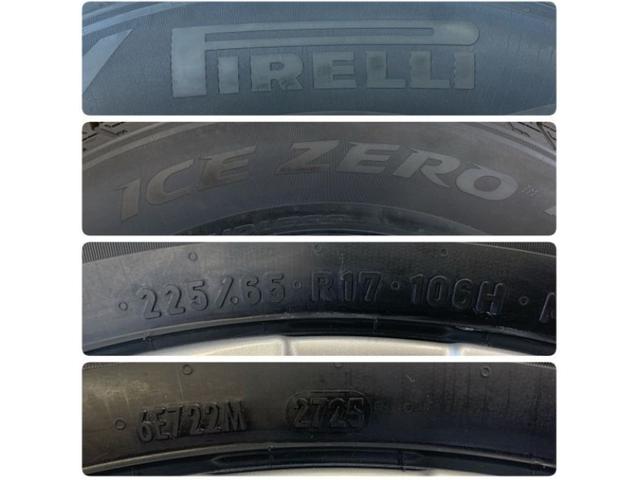 PIRELLI
ICE ZERO
225/65 · R17 · 106H ·
6E722M 2725